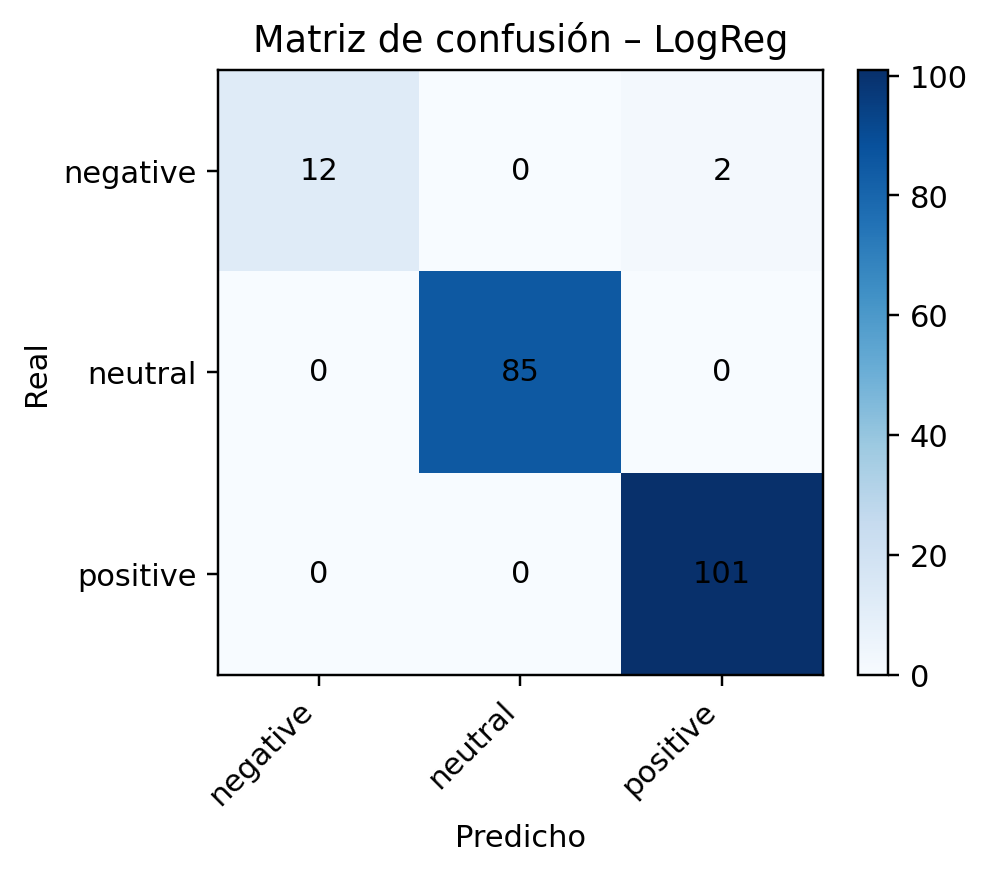 Matriz de confusión – LogReg
negative 12 0 2
neutral 0 85 0
positive 0 0 101
Real
negative neutral positive
Predicho
100
80
60
40
20
0